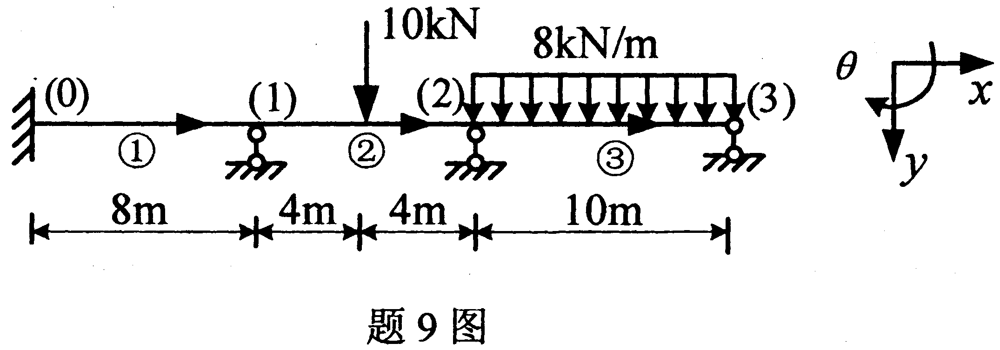 10kN
8kN/m
θ
x
y
(0) (1) (2) (3)
① ② ③
8m 4m 4m 10m
题 9 图